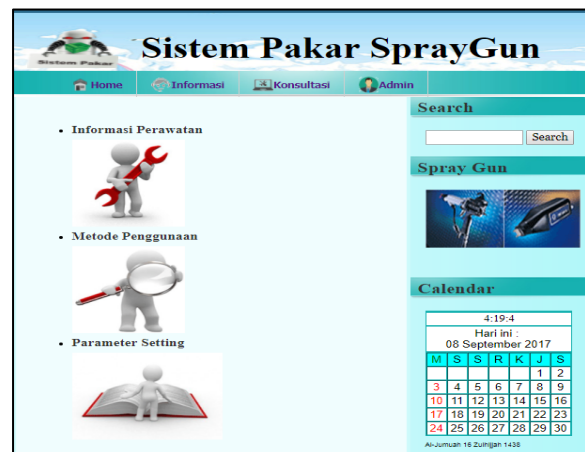 Sistem Pakar
Sistem Pakar SprayGun
Home Informasi Konsultasi Admin
Informasi Perawatan
Metode Penggunaan
Parameter Setting
Search
Search
Spray Gun
Calendar
4:19:4
Hari ini :
08 September 2017
M S S R K J S
1 2
3 4 5 6 7 8 9
10 11 12 13 14 15 16
17 18 19 20 21 22 23
24 25 26 27 28 29 30
Al-Jumuah 16 Zulhijjah 1438